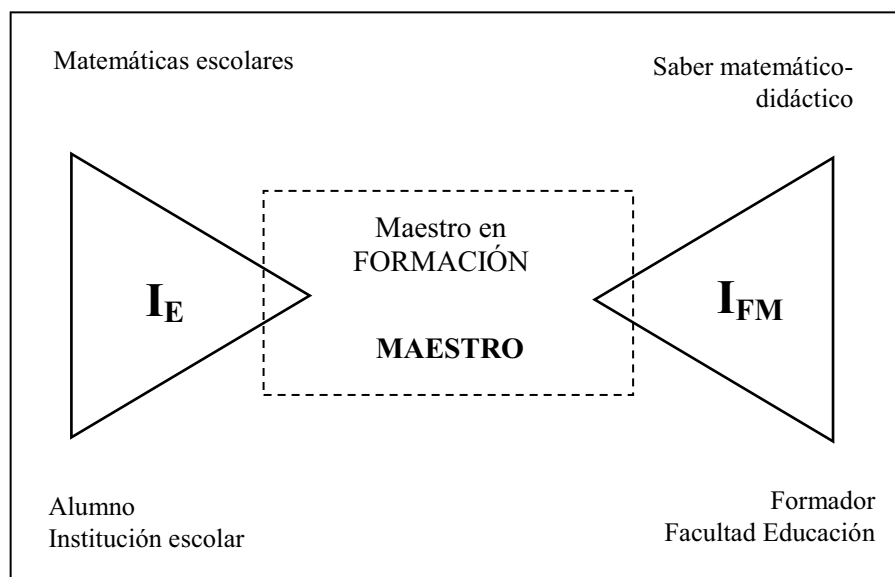 Matemáticas escolares
Saber matemático-
didáctico
Maestro en
FORMACIÓN
I_E
I_FM
MAESTRO
Alumno
Institución escolar
Formador
Facultad Educación